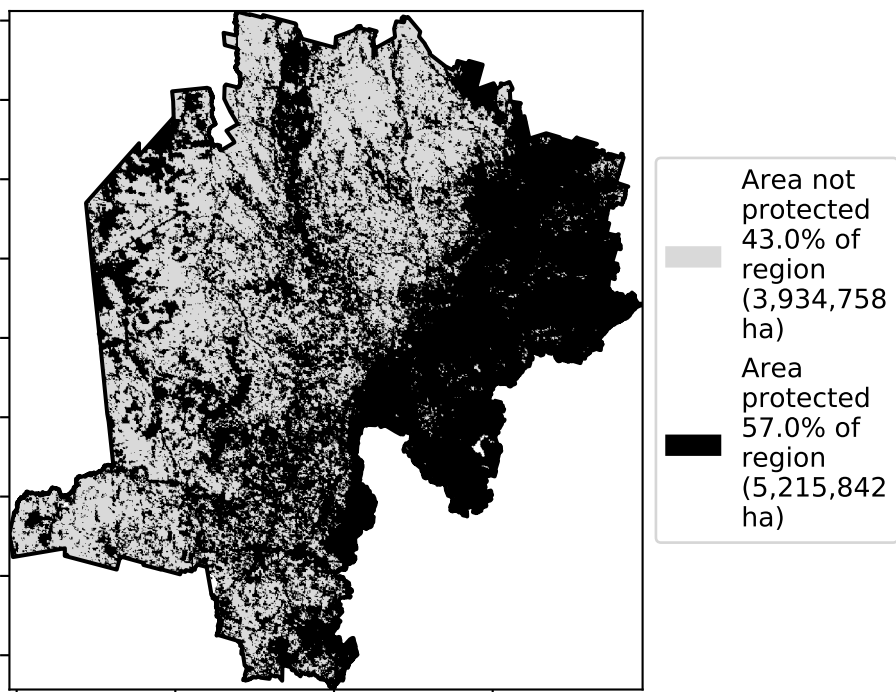 Area not
protected
43.0% of
region
(3,934,758
ha)
Area
protected
57.0% of
region
(5,215,842
ha)